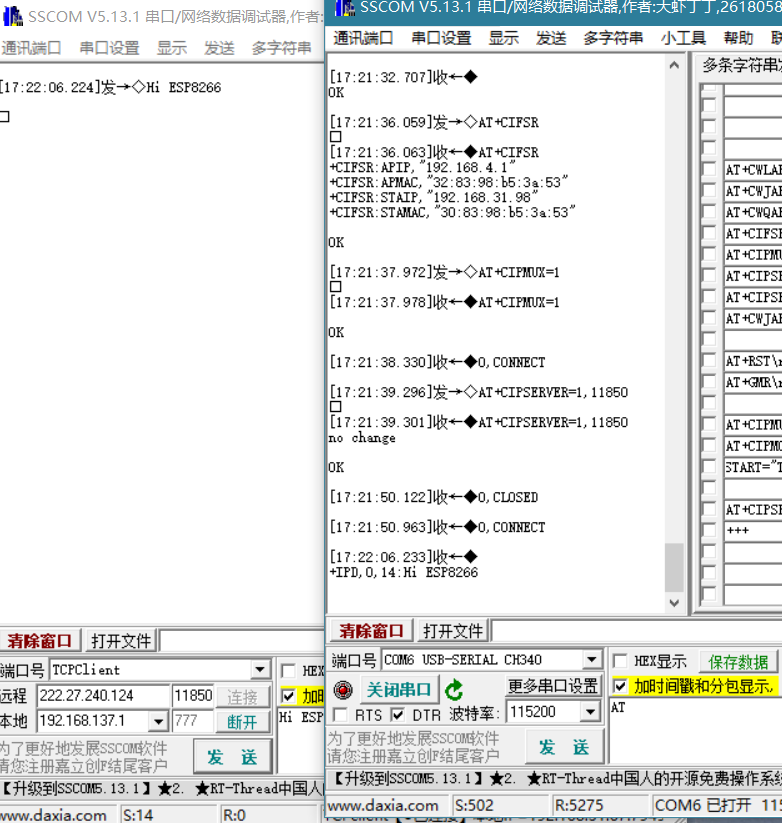 SSCOM V5.13.1 串口/网络数据调试器,作者:
通讯端口 串口设置 显示 发送 多字符串
[17:22:06.224]发→◇Hi ESP8266
□
清除窗口 打开文件
端口号 TCPClient HEX
远程 222.27.240.124 11850 连接 加时
本地 192.168.137.1 777 断开 Hi ESP
为了更好地发展SSCOM软件
请您注册嘉立创F结尾客户
发 送
【升级到SSCOM5.13.1】★2. ★RT-Thread中国人
www.daxia.com S:14 R:0
SSCOM V5.13.1 串口/网络数据调试器,作者:大虾丁丁,2618058
通讯端口 串口设置 显示 发送 多字符串 小工具 帮助 联
[17:21:32.707]收←◆
OK
[17:21:36.059]发→◇AT+CIFSR
□
[17:21:36.063]收←◆AT+CIFSR
+CIFSR:APIP,"192.168.4.1"
+CIFSR:APMAC,"32:83:98:b5:3a:53"
+CIFSR:STAIP,"192.168.31.98"
+CIFSR:STAMAC,"30:83:98:b5:3a:53"
OK
[17:21:37.972]发→◇AT+CIPMUX=1
□
[17:21:37.978]收←◆AT+CIPMUX=1
OK
[17:21:38.330]收←◆0,CONNECT
[17:21:39.296]发→◇AT+CIPSERVER=1,11850
□
[17:21:39.301]收←◆AT+CIPSERVER=1,11850
no change
OK
[17:21:50.122]收←◆0,CLOSED
[17:21:50.963]收←◆0,CONNECT
[17:22:06.233]收←◆
+IPD,0,14:Hi ESP8266
多条字符串发
AT+CWLAP
AT+CWJAP
AT+CWQAP
AT+CIFSR
AT+CIPMU
AT+CIPSE
AT+CIPSE
AT+CWJAP
AT+RST\r
AT+GMR\r
AT+CIPMU
AT+CIPMO
START="T
AT+CIPSE
+++
清除窗口 打开文件
端口号 COM6 USB-SERIAL CH340 HEX显示 保存数据
关闭串口 更多串口设置 加时间戳和分包显示,
RTS DTR 波特率: 115200 AT
为了更好地发展SSCOM软件
请您注册嘉立创F结尾客户
发 送
【升级到SSCOM5.13.1】★2. ★RT-Thread中国人的开源免费操作系
www.daxia.com S:502 R:5275 COM6 已打开 115